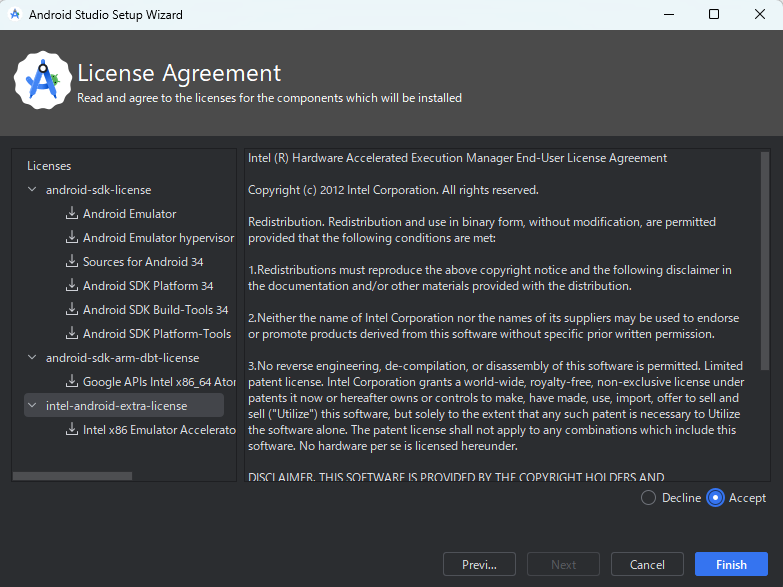 Android Studio Setup Wizard
License Agreement
Read and agree to the licenses for the components which will be installed
Licenses
android-sdk-license
Android Emulator
Android Emulator hypervisor
Sources for Android 34
Android SDK Platform 34
Android SDK Build-Tools 34
Android SDK Platform-Tools
android-sdk-arm-dbt-license
Google APIs Intel x86_64 Ator
intel-android-extra-license
Intel x86 Emulator Accelerato
Intel (R) Hardware Accelerated Execution Manager End-User License Agreement
Copyright (c) 2012 Intel Corporation. All rights reserved.
Redistribution. Redistribution and use in binary form, without modification, are permitted
provided that the following conditions are met:
1.Redistributions must reproduce the above copyright notice and the following disclaimer in
the documentation and/or other materials provided with the distribution.
2.Neither the name of Intel Corporation nor the names of its suppliers may be used to endorse
or promote products derived from this software without specific prior written permission.
3.No reverse engineering, de-compilation, or disassembly of this software is permitted. Limited
patent license. Intel Corporation grants a world-wide, royalty-free, non-exclusive license under
patents it now or hereafter owns or controls to make, have made, use, import, offer to sell and
sell ("Utilize") this software, but solely to the extent that any such patent is necessary to Utilize
the software alone. The patent license shall not apply to any combinations which include this
software. No hardware per se is licensed hereunder.
DISCLAIMER. THIS SOFTWARE IS PROVIDED BY THE COPYRIGHT HOLDERS AND
Decline
Accept
Previ...
Next
Cancel
Finish